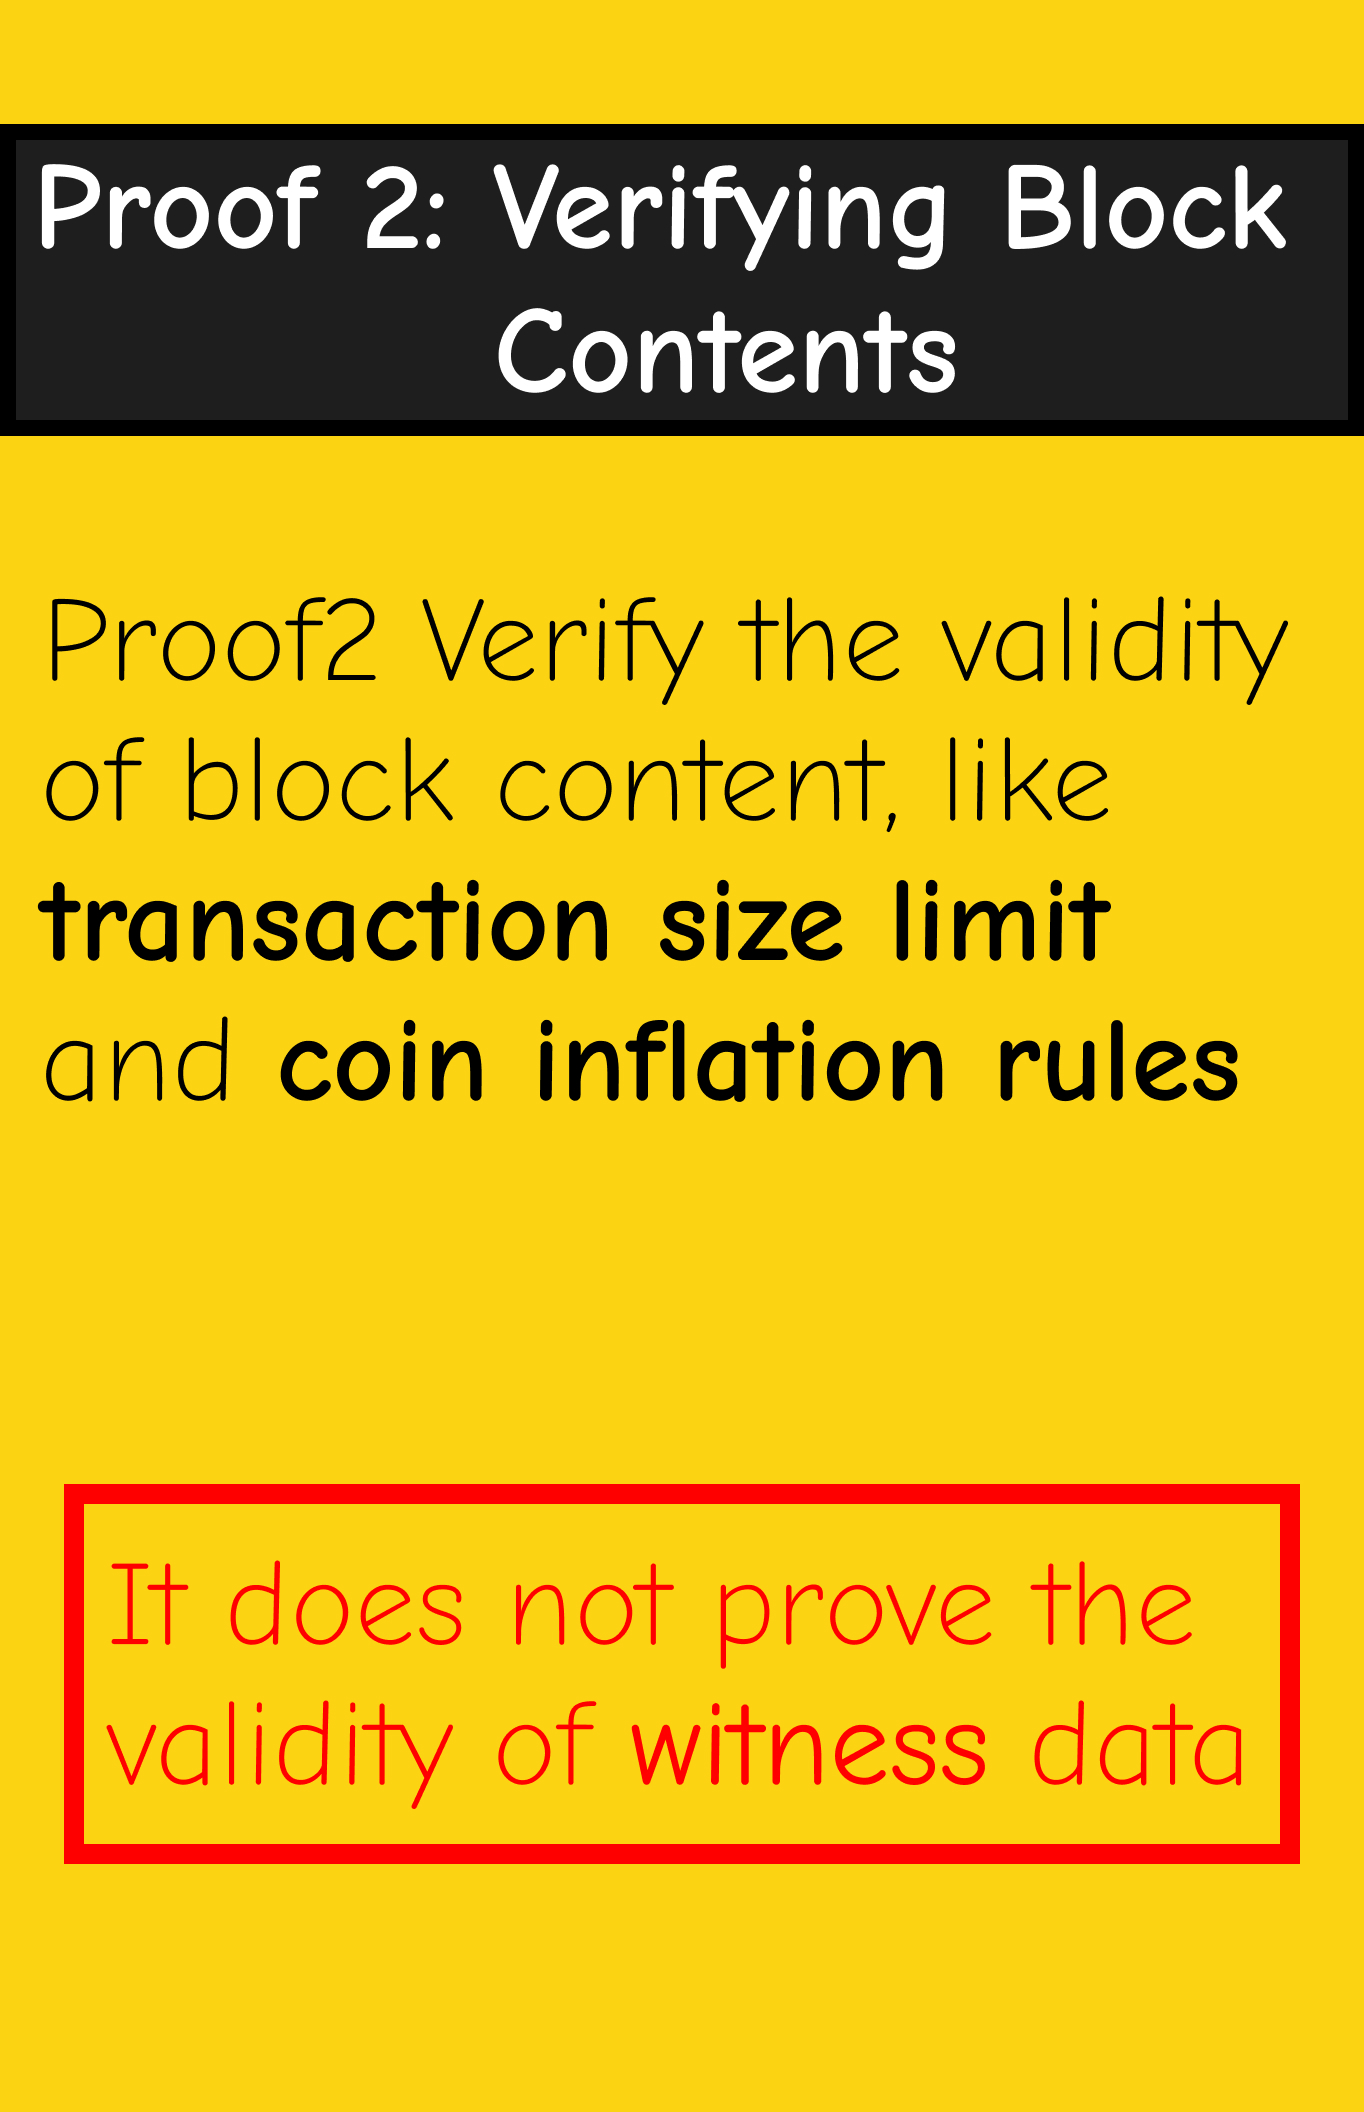 Proof 2: Verifying Block
Contents
Proof2 Verify the validity
of block content, like
transaction size limit
and coin inflation rules
It does not prove the
validity of witness data